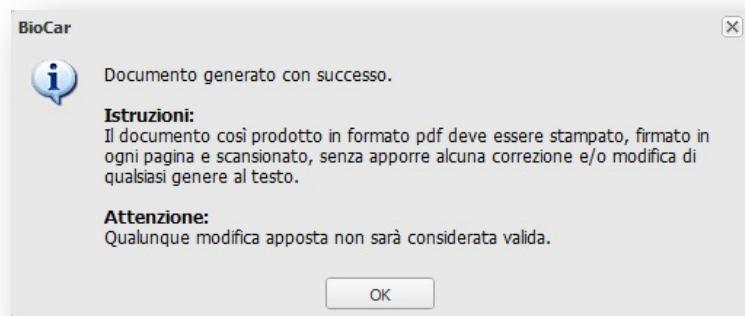 BioCar
Documento generato con successo.
Istruzioni:
Il documento così prodotto in formato pdf deve essere stampato, firmato in
ogni pagina e scansionato, senza apporre alcuna correzione e/o modifica di
qualsiasi genere al testo.
Attenzione:
Qualunque modifica apposta non sarà considerata valida.
OK